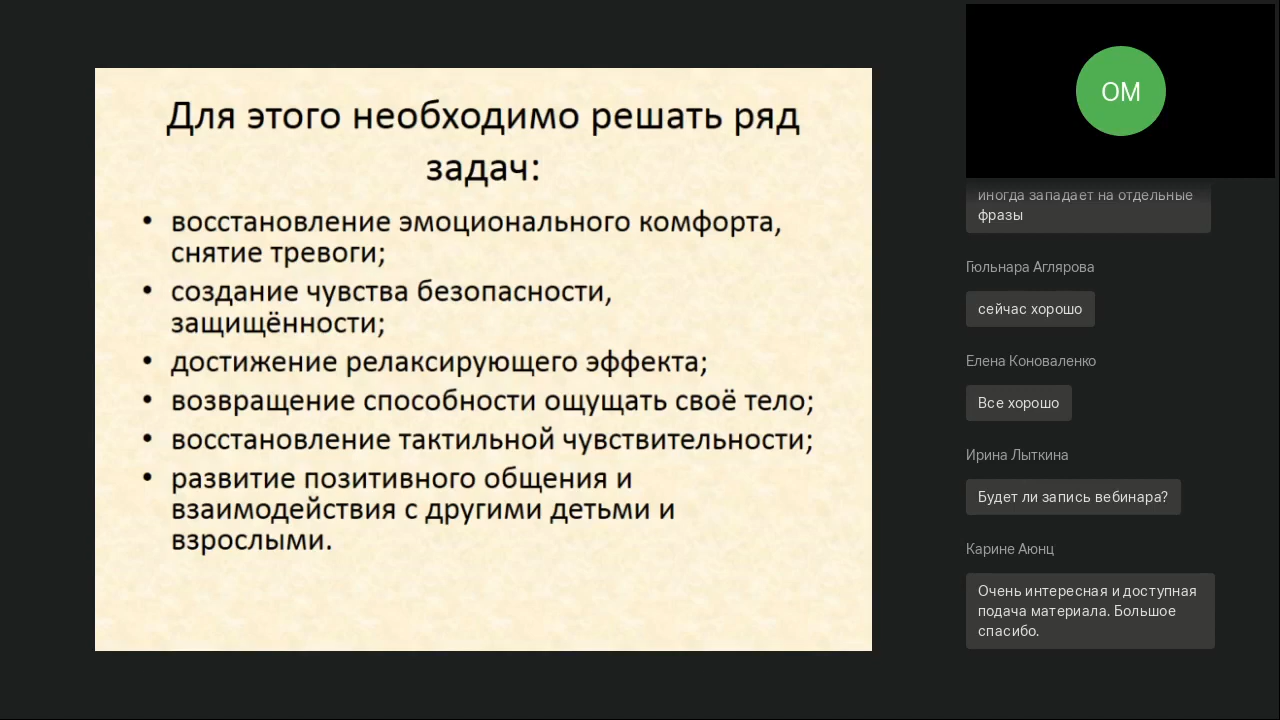 Для этого необходимо решать ряд
задач:
• восстановление эмоционального комфорта,
снятие тревоги;
• создание чувства безопасности,
защищённости;
• достижение релаксирующего эффекта;
• возвращение способности ощущать своё тело;
• восстановление тактильной чувствительности;
• развитие позитивного общения и
взаимодействия с другими детьми и
взрослыми.
ОМ
иногда западает на отдельные
фразы
Гюльнара Аглярова
сейчас хорошо
Елена Коноваленко
Все хорошо
Ирина Лыткина
Будет ли запись вебинара?
Карине Аюнц
Очень интересная и доступная
подача материала. Большое
спасибо.